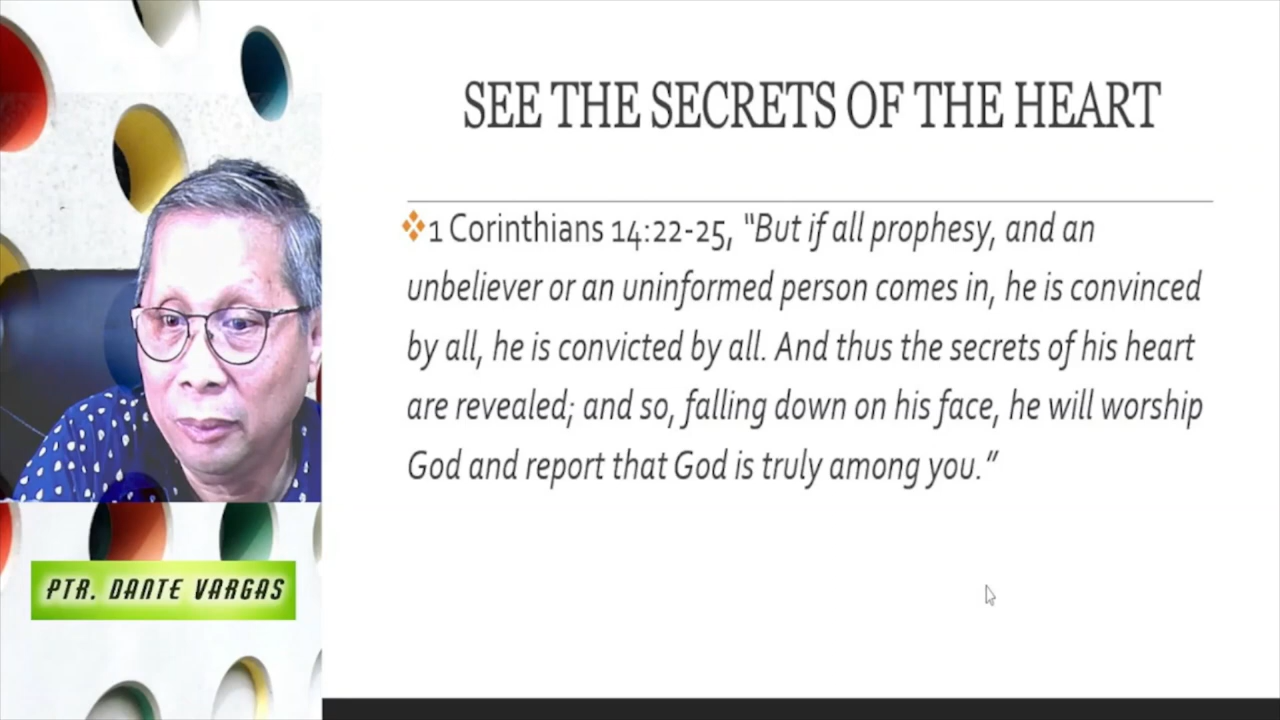 SEE THE SECRETS OF THE HEART
1 Corinthians 14:22-25, “But if all prophesy, and an
unbeliever or an uninformed person comes in, he is convinced
by all, he is convicted by all. And thus the secrets of his heart
are revealed; and so, falling down on his face, he will worship
God and report that God is truly among you.”
PTR. DANTE VARGAS